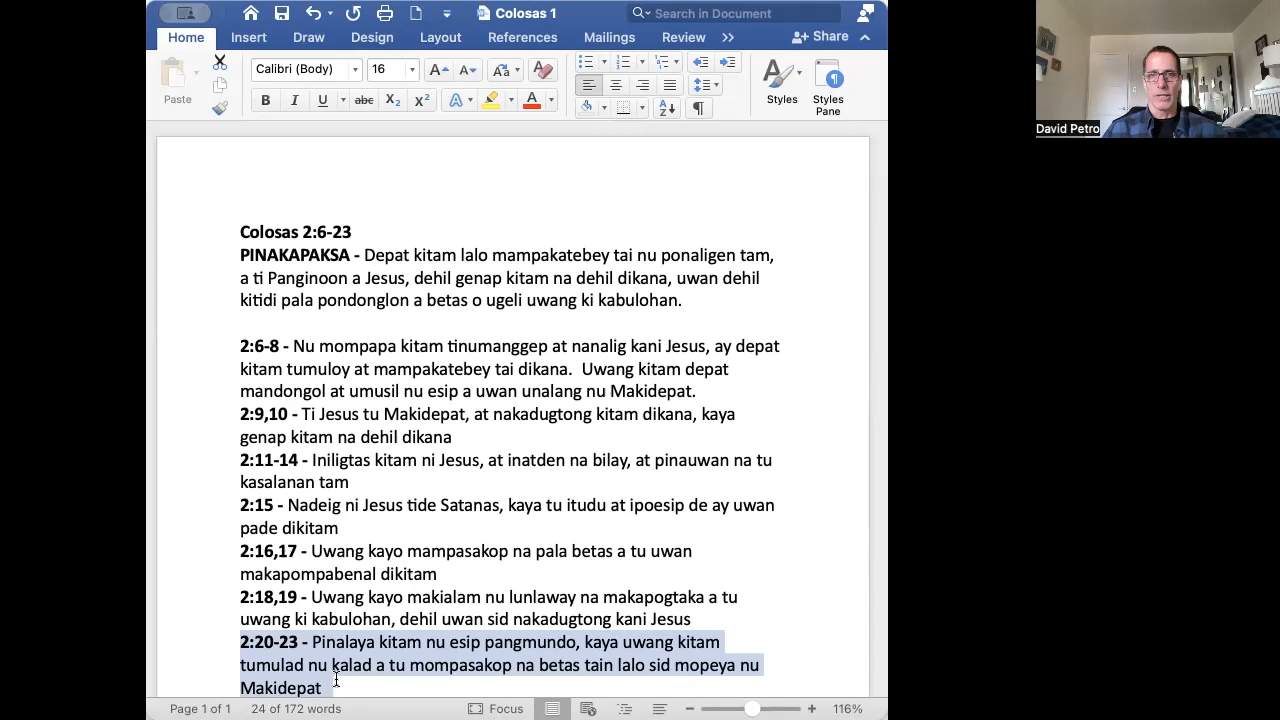 Colosas 1
Search in Document
Home Insert Draw Design Layout References Mailings Review >> Share
Paste
Calibri (Body) 16
Styles
Styles Pane
Colosas 2:6-23
PINAKAPAKSA - Depat kitam lalo mampakatebey tai nu ponaligen tam,
a ti Panginoon a Jesus, dehil genap kitam na dehil dikana, uwan dehil
kitidi pala pondonglon a betas o ugeli uwang ki kabulohan.
2:6-8 - Nu mompapa kitam tinumanggep at nanalig kani Jesus, ay depat
kitam tumuloy at mampakatebey tai dikana.  Uwang kitam depat
mandongol at umusil nu esip a uwan unalang nu Makidepat.
2:9,10 - Ti Jesus tu Makidepat, at nakadugtong kitam dikana, kaya
genap kitam na dehil dikana
2:11-14 - Iniligtas kitam ni Jesus, at inatden na bilay, at pinauwan na tu
kasalanan tam
2:15 - Nadeig ni Jesus tide Satanas, kaya tu itudu at ipoesip de ay uwan
pade dikitam
2:16,17 - Uwang kayo mampasakop na pala betas a tu uwan
makapompabenal dikitam
2:18,19 - Uwang kayo makialam nu lunlaway na makapogtaka a tu
uwang ki kabulohan, dehil uwan sid nakadugtong kani Jesus
2:20-23 - Pinalaya kitam nu esip pangmundo, kaya uwang kitam
tumulad nu kalad a tu mompasakop na betas tain lalo sid mopeya nu
Makidepat
Page 1 of 1 24 of 172 words Focus 116%
David Petro